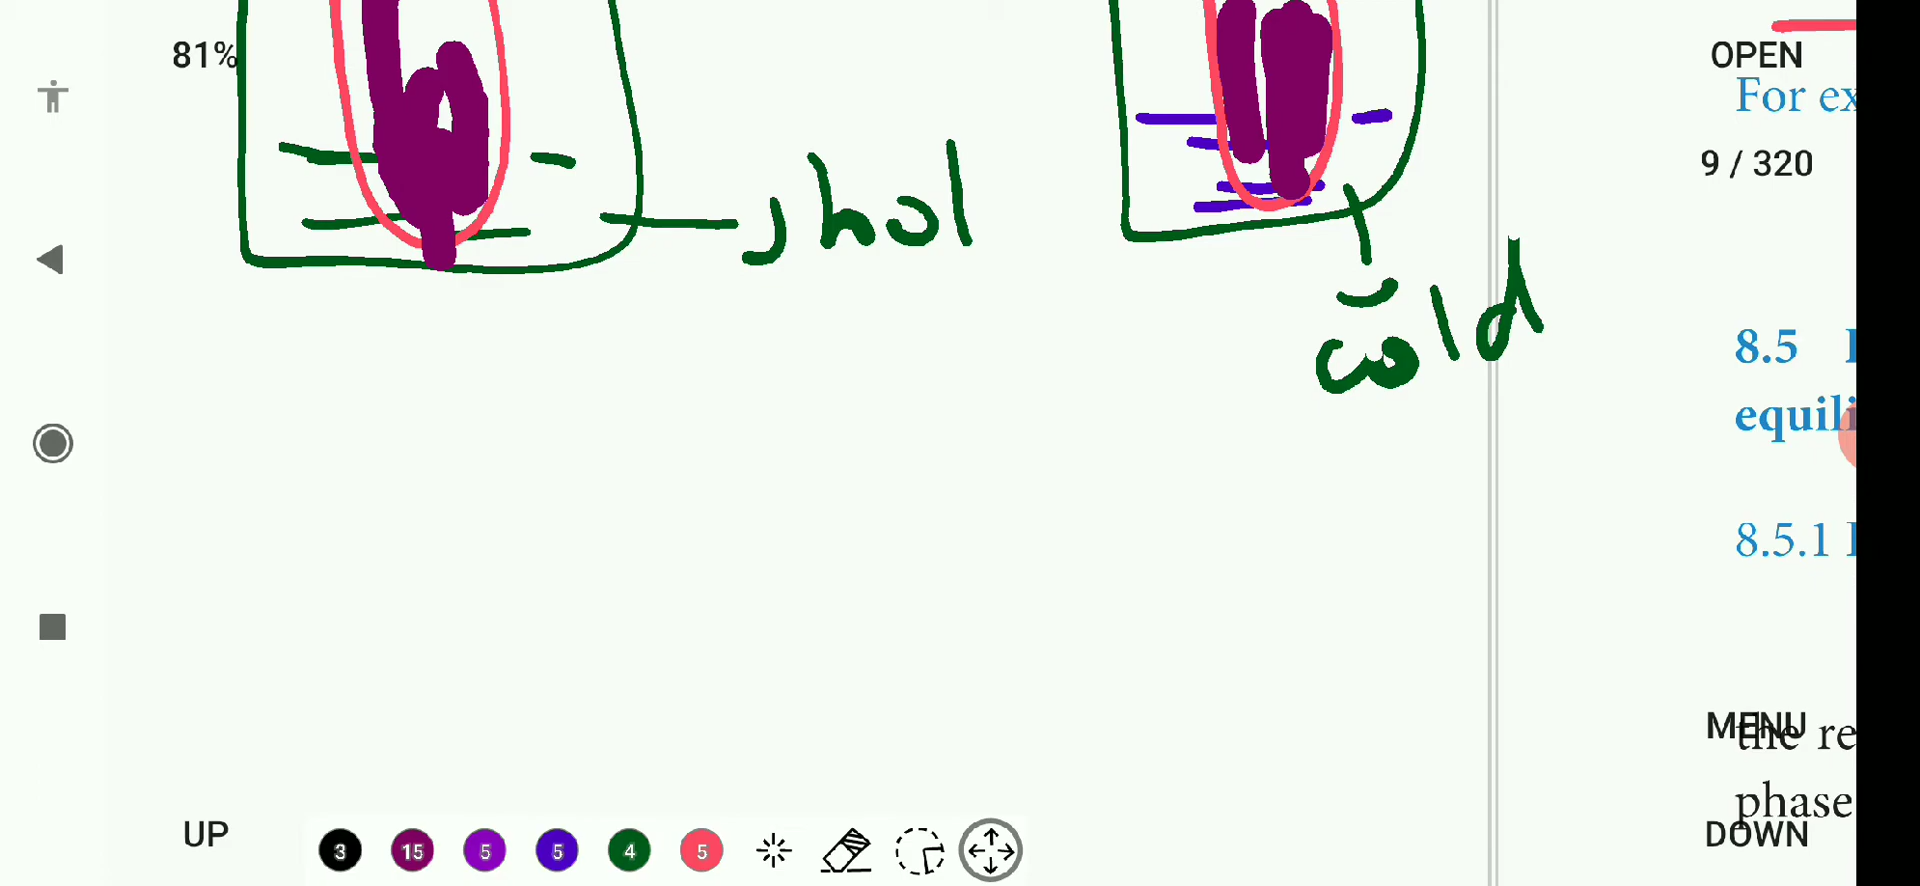 81%
OPEN
For ex
9 / 320
hol
cold
8.5
equili
8.5.1
MENU
the re
phase
UP
DOWN
3 15 5 5 4 5